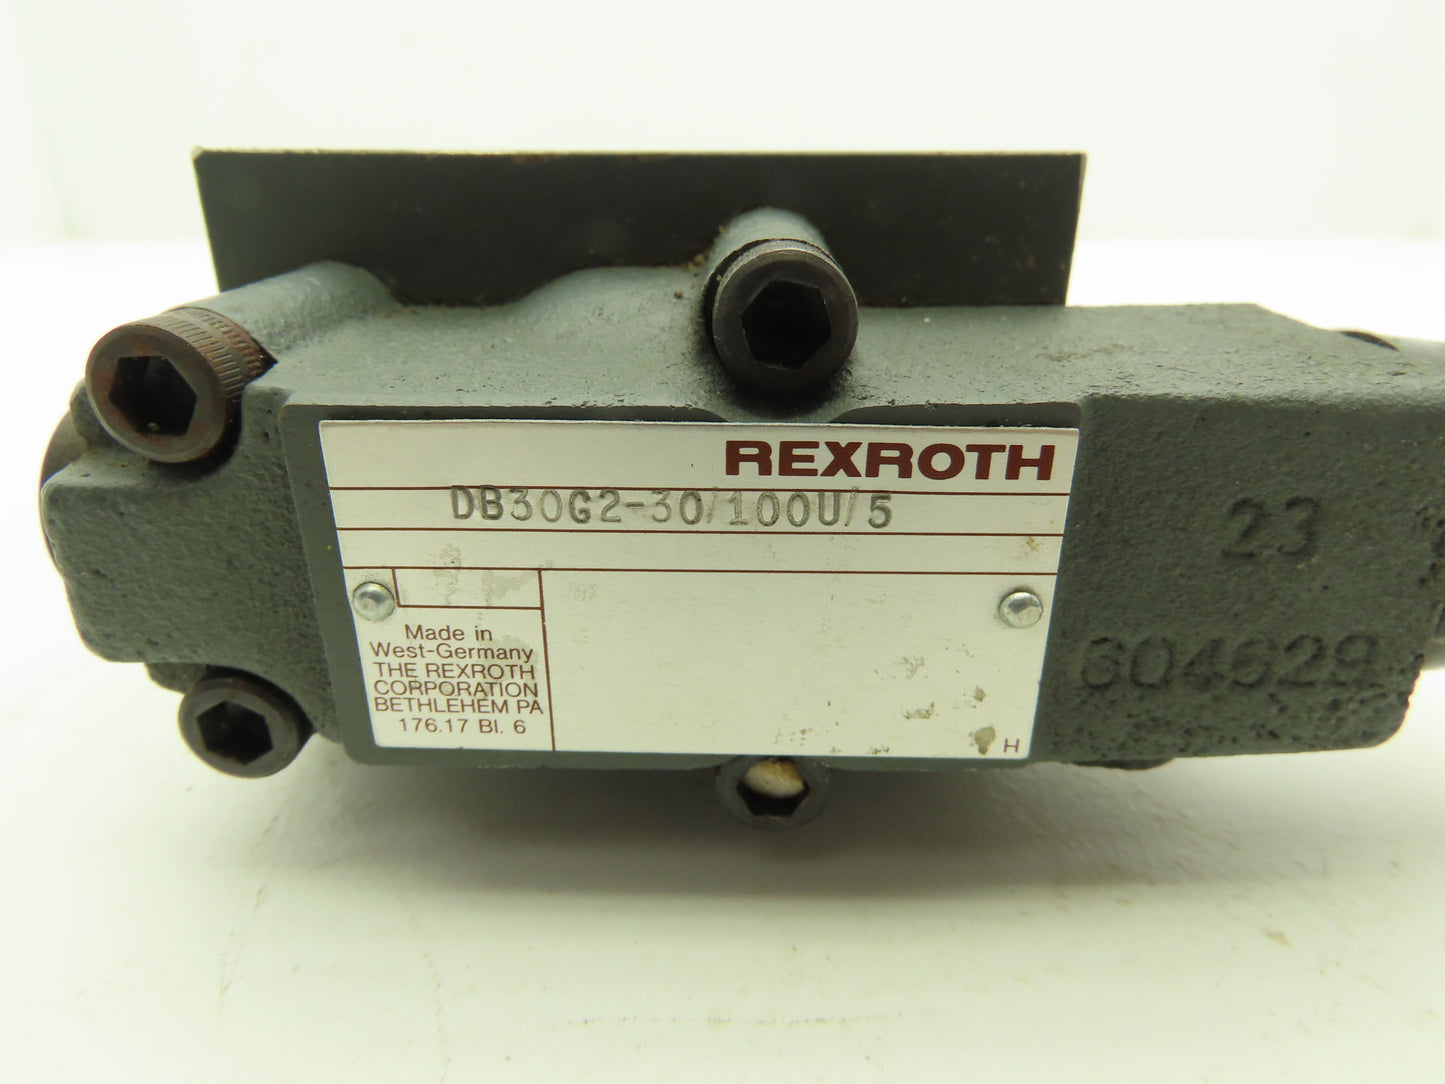 REXROTH
DB30G2-30/100U/5
Made in
West-Germany
THE REXROTH
CORPORATION
BETHLEHEM PA
176.17 Bl. 6
H
23
604629